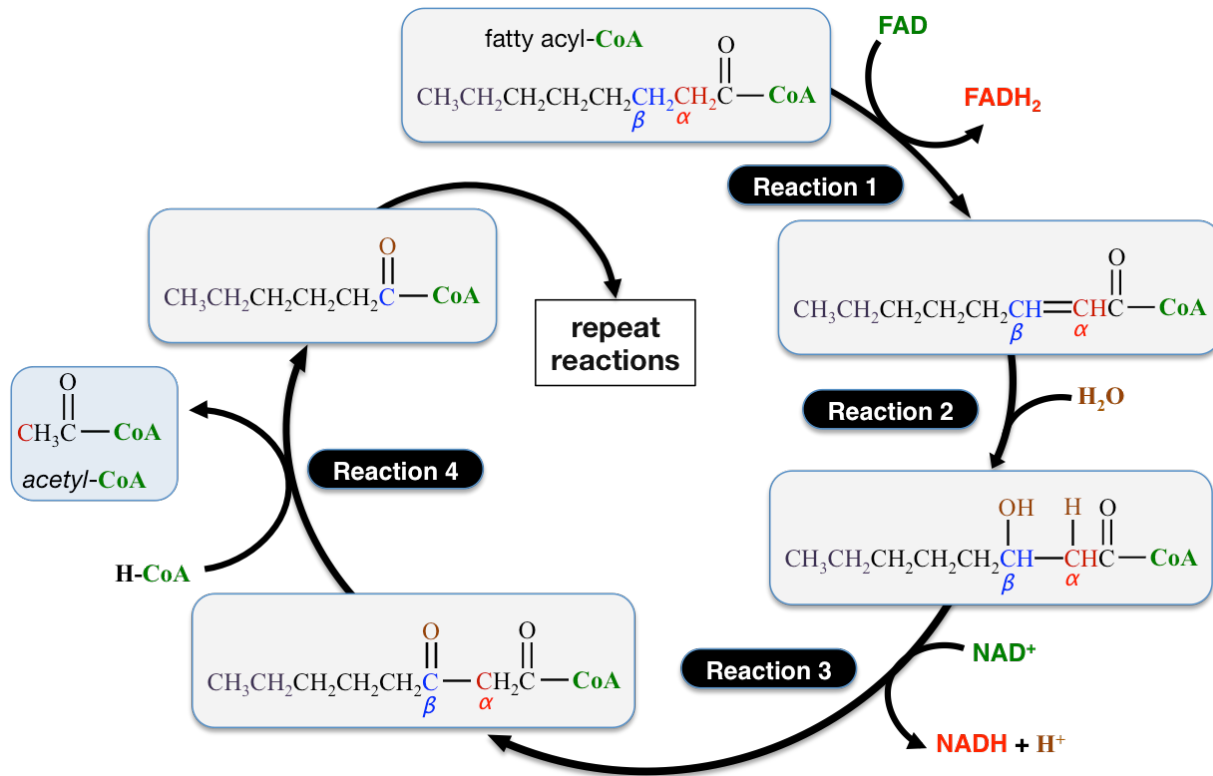 fatty acyl-CoA
O
CH₃CH₂CH₂CH₂CH₂CH₂CH₂C—CoA
β α
FAD
FADH₂
Reaction 1
O
CH₃CH₂CH₂CH₂CH₂CH=CHC—CoA
β α
Reaction 2
H₂O
OH H O
CH₃CH₂CH₂CH₂CH₂CH—CHC—CoA
β α
Reaction 3
NAD⁺
NADH + H⁺
O O
CH₃CH₂CH₂CH₂CH₂C—CH₂C—CoA
β α
Reaction 4
H-CoA
O
CH₃C—CoA
acetyl-CoA
O
CH₃CH₂CH₂CH₂CH₂C—CoA
repeat
reactions